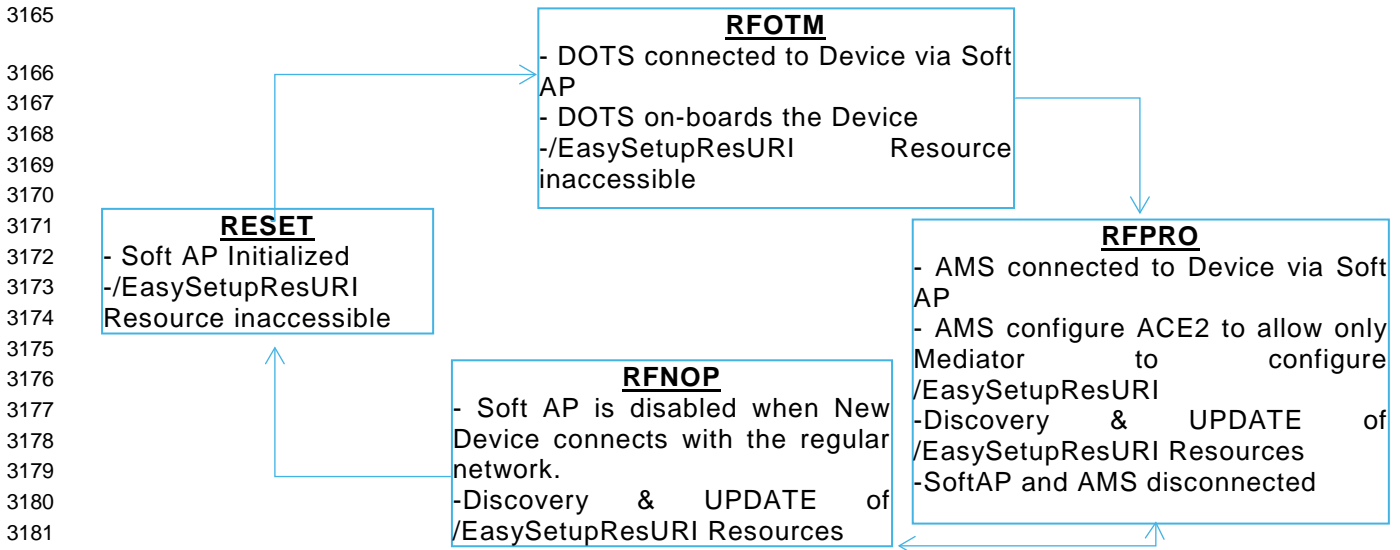 3165
3166
3167
3168
3169
3170
3171
3172
3173
3174
3175
3176
3177
3178
3179
3180
3181
RFOTM
- DOTS connected to Device via Soft
AP
- DOTS on-boards the Device
-/EasySetupResURI Resource
inaccessible
RESET
- Soft AP Initialized
-/EasySetupResURI
Resource inaccessible
RFPRO
- AMS connected to Device via Soft
AP
- AMS configure ACE2 to allow only
Mediator to configure
/EasySetupResURI
-Discovery & UPDATE of
/EasySetupResURI Resources
-SoftAP and AMS disconnected
RFNOP
- Soft AP is disabled when New
Device connects with the regular
network.
-Discovery & UPDATE of
/EasySetupResURI Resources